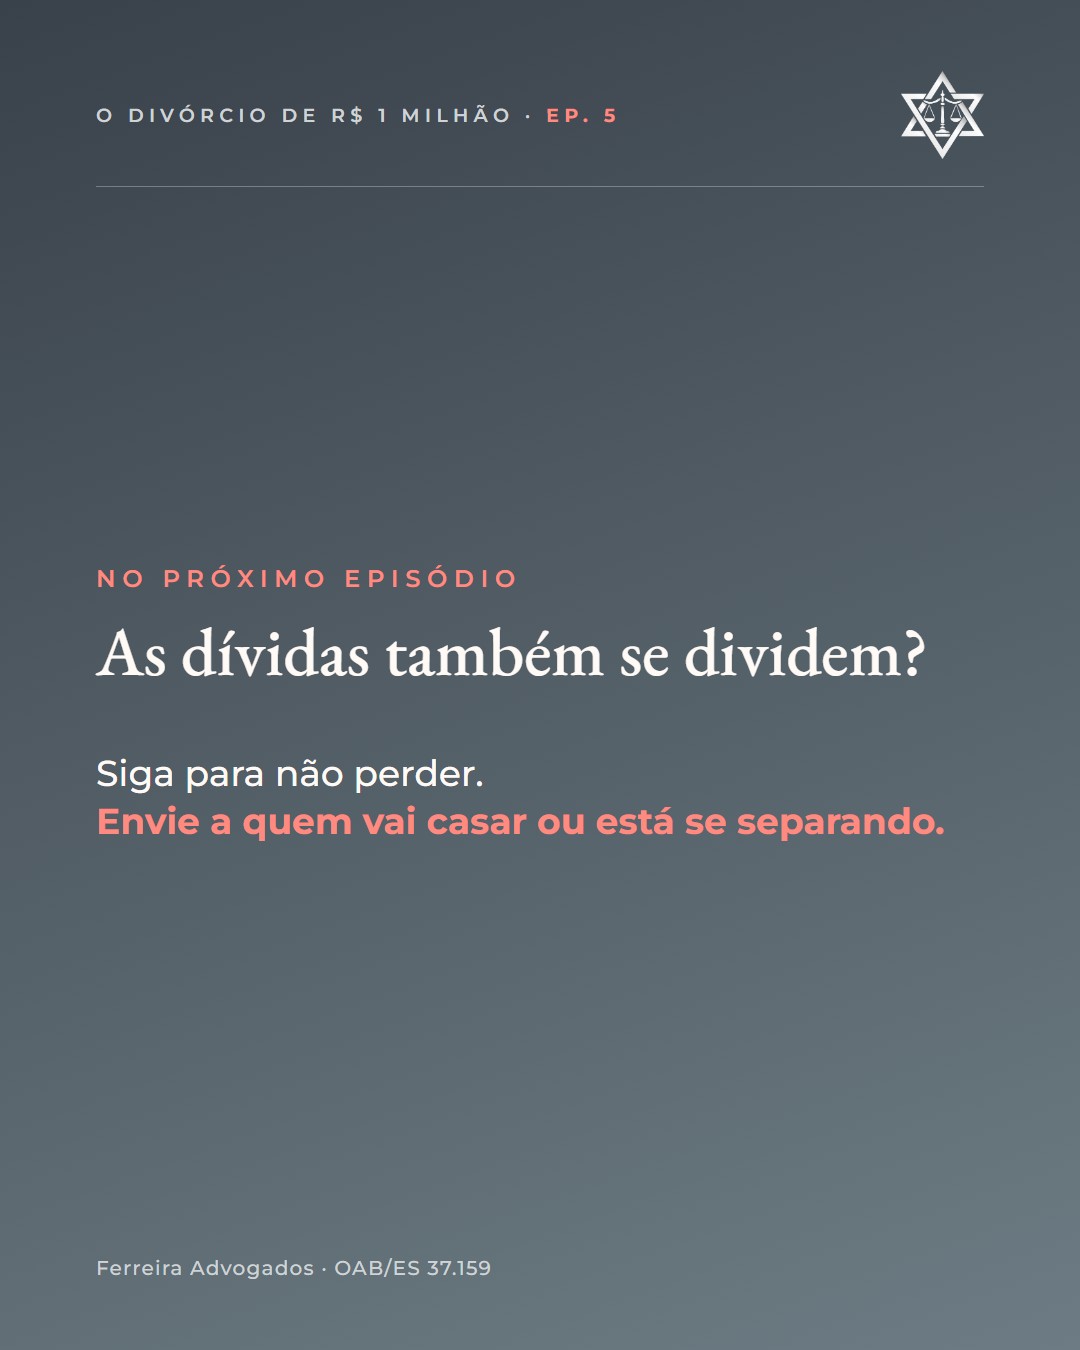 O DIVÓRCIO DE R$ 1 MILHÃO · EP. 5
NO PRÓXIMO EPISÓDIO
As dívidas também se dividem?
Siga para não perder.
Envie a quem vai casar ou está se separando.
Ferreira Advogados · OAB/ES 37.159